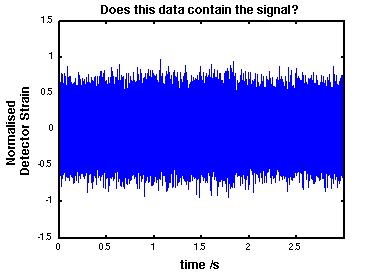 Does this data contain the signal?
1.5
1
0.5
0
-0.5
-1
-1.5
Normalised
Detector Strain
0 0.5 1 1.5 2 2.5
time /s